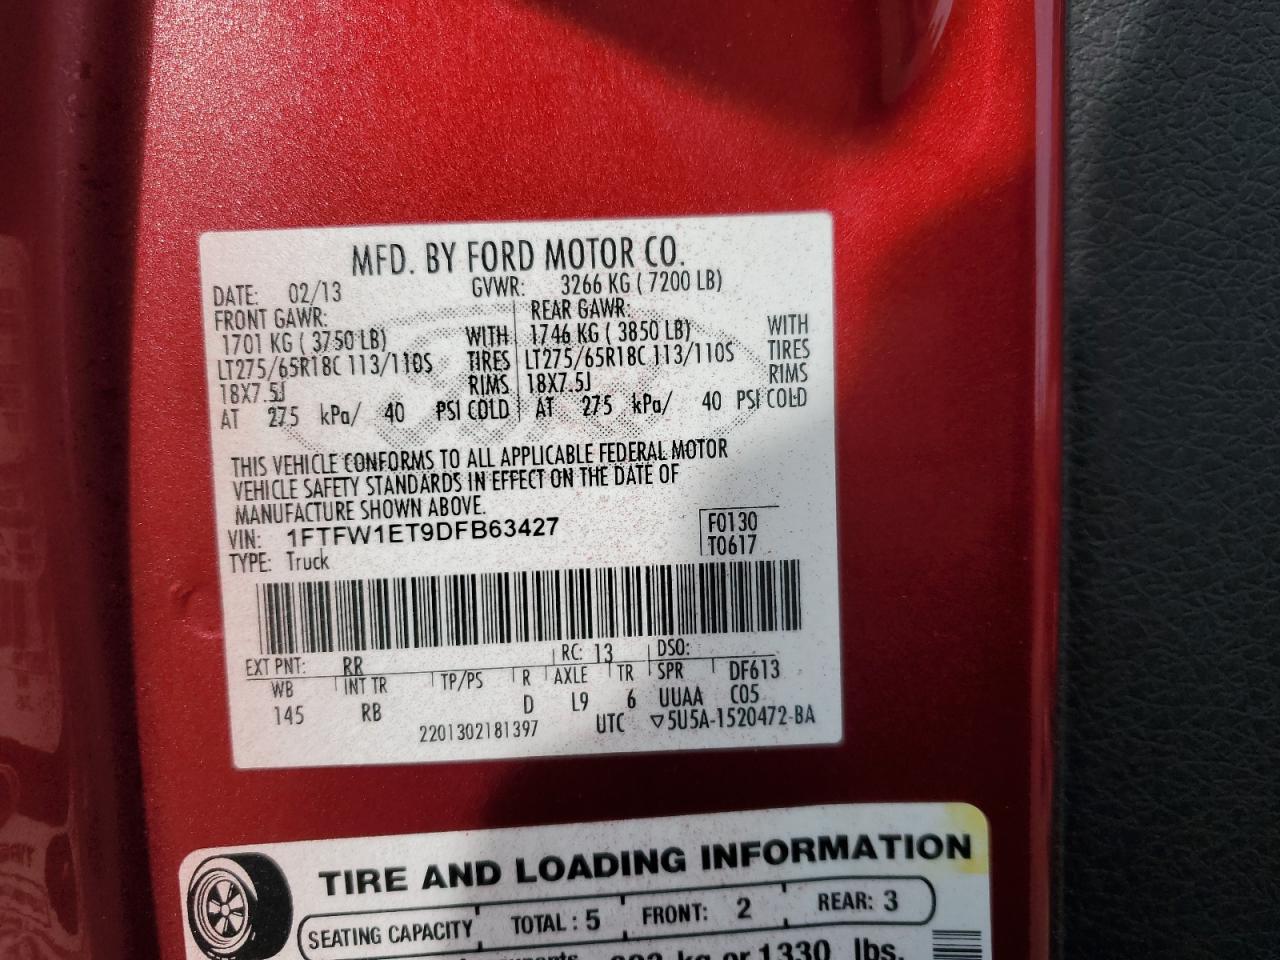 MFD. BY FORD MOTOR CO.
DATE: 02/13 GVWR: 3266 KG ( 7200 LB)
FRONT GAWR: REAR GAWR:
1701 KG ( 3750 LB) WITH 1746 KG ( 3850 LB) WITH
LT275/65R18C 113/110S TIRES LT275/65R18C 113/110S TIRES
18X7.5J RIMS 18X7.5J RIMS
AT 275 kPa/ 40 PSI COLD AT 275 kPa/ 40 PSI COLD
THIS VEHICLE CONFORMS TO ALL APPLICABLE FEDERAL MOTOR
VEHICLE SAFETY STANDARDS IN EFFECT ON THE DATE OF
MANUFACTURE SHOWN ABOVE.
VIN: 1FTFW1ET9DFB63427 F0130
TYPE: Truck T0617
EXT PNT: RR RC: 13 DSO:
WB INT TR TP/PS R AXLE TR SPR DF613
145 RB D L9 6 UUAA C05
2201302181397 UTC ▽5U5A-1520472-BA
TIRE AND LOADING INFORMATION
SEATING CAPACITY TOTAL : 5 FRONT: 2 REAR: 3
kg or 1330 lbs.